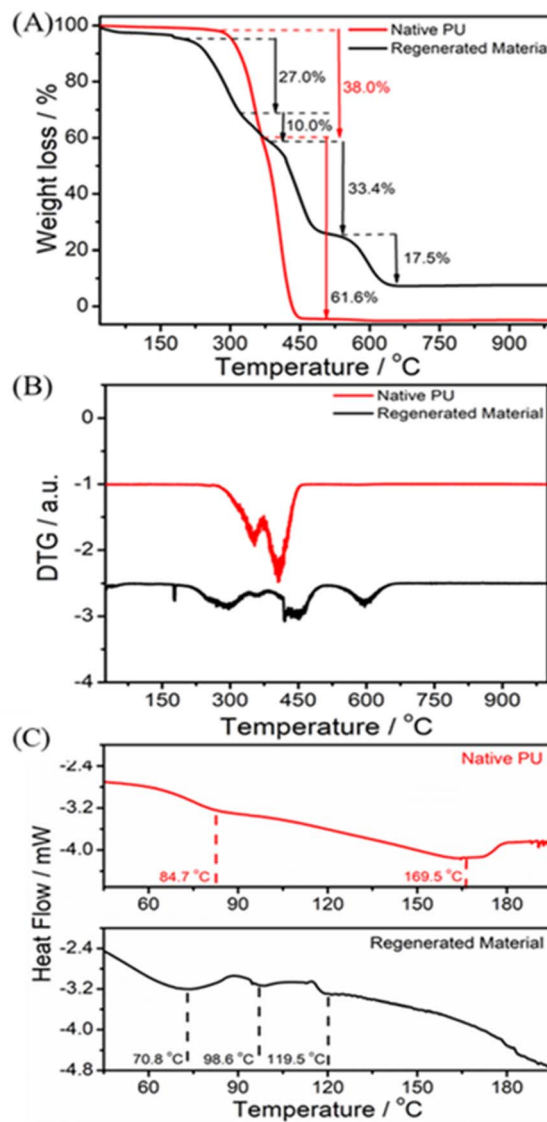 (A)
Native PU
Regenerated Material
27.0%
38.0%
10.0%
33.4%
17.5%
61.6%
100
80
60
40
20
0
Weight loss / %
150 300 450 600 750 900
Temperature / °C
(B)
Native PU
Regenerated Material
0
-1
-2
-3
-4
DTG / a.u.
150 300 450 600 750 900
Temperature / °C
(C)
Native PU
-2.4
-3.2
-4.0
84.7 °C
169.5 °C
60 90 120 150 180
Heat Flow / mW
Regenerated Material
-2.4
-3.2
-4.0
-4.8
70.8 °C
98.6 °C
119.5 °C
60 90 120 150 180
Temperature / °C